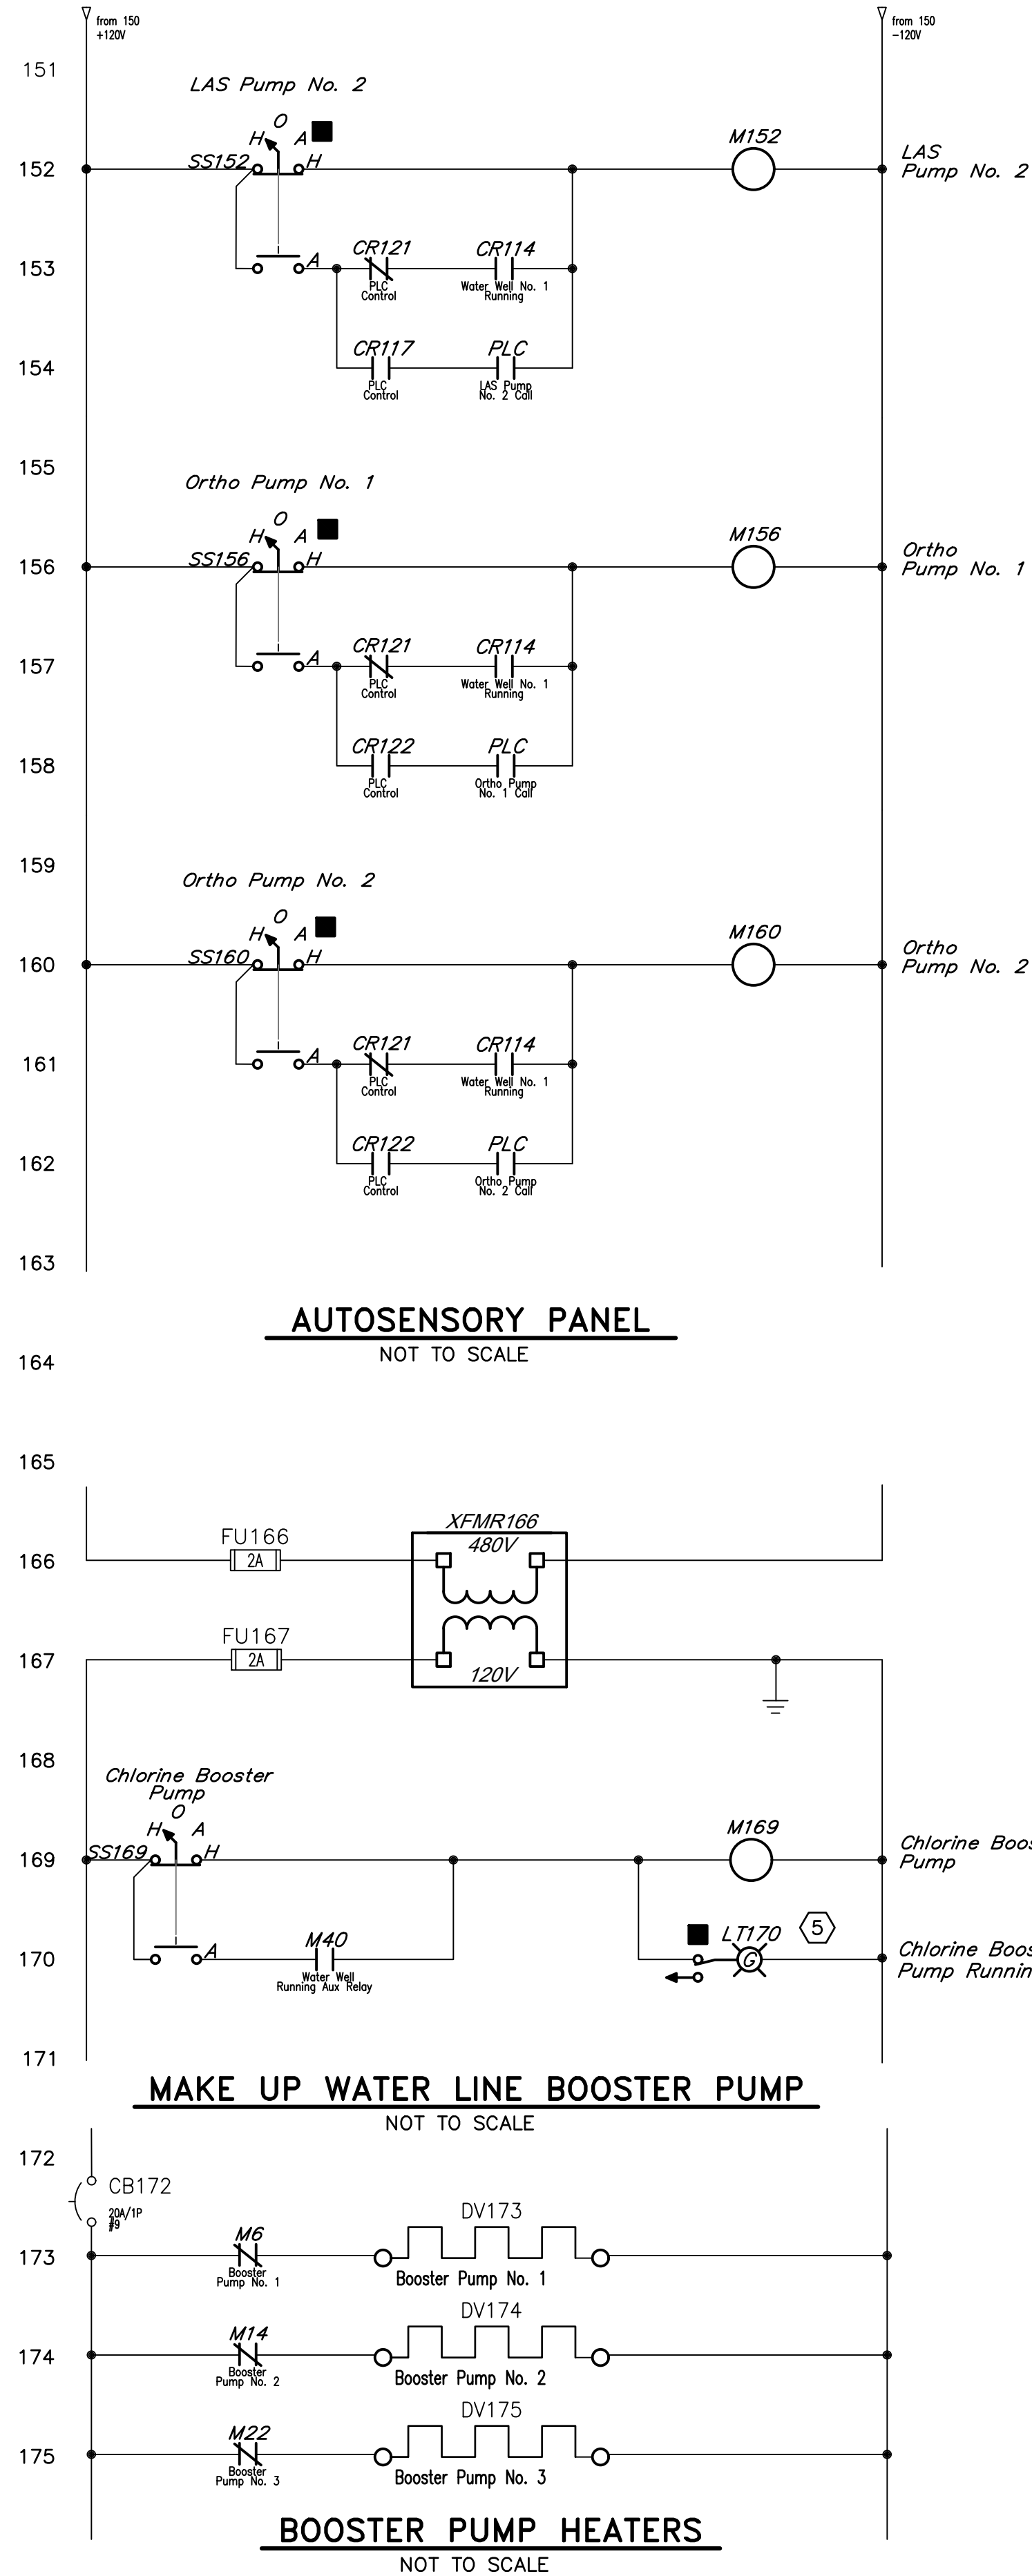 from 150
+120V
from 150
-120V
151
LAS Pump No. 2
O
H A
M152
152
SS152
H
LAS
Pump No. 2
153
A
CR121
PLC
Control
CR114
Water Well No. 1
Running
154
CR117
PLC
Control
PLC
LAS Pump
No. 2 Call
155
Ortho Pump No. 1
O
H A
M156
156
SS156
H
Ortho
Pump No. 1
157
A
CR121
PLC
Control
CR114
Water Well No. 1
Running
158
CR122
PLC
Control
PLC
Ortho Pump
No. 1 Call
159
Ortho Pump No. 2
O
H A
M160
160
SS160
H
Ortho
Pump No. 2
161
A
CR121
PLC
Control
CR114
Water Well No. 1
Running
162
CR122
PLC
Control
PLC
Ortho Pump
No. 2 Call
163
AUTOSENSORY PANEL
NOT TO SCALE
164
165
XFMR166
480V
FU166
166
2A
FU167
167
2A
120V
168
Chlorine Booster
Pump
O
H A
M169
169
SS169
H
Chlorine Boos
Pump
170
A
M40
Water Well
Running Aux Relay
LT170
5
G
Chlorine Boos
Pump Runnin
171
MAKE UP WATER LINE BOOSTER PUMP
NOT TO SCALE
172
CB172
20A/1P
#9
173
M6
Booster
Pump No. 1
DV173
Booster Pump No. 1
174
M14
Booster
Pump No. 2
DV174
Booster Pump No. 2
175
M22
Booster
Pump No. 3
DV175
Booster Pump No. 3
BOOSTER PUMP HEATERS
NOT TO SCALE